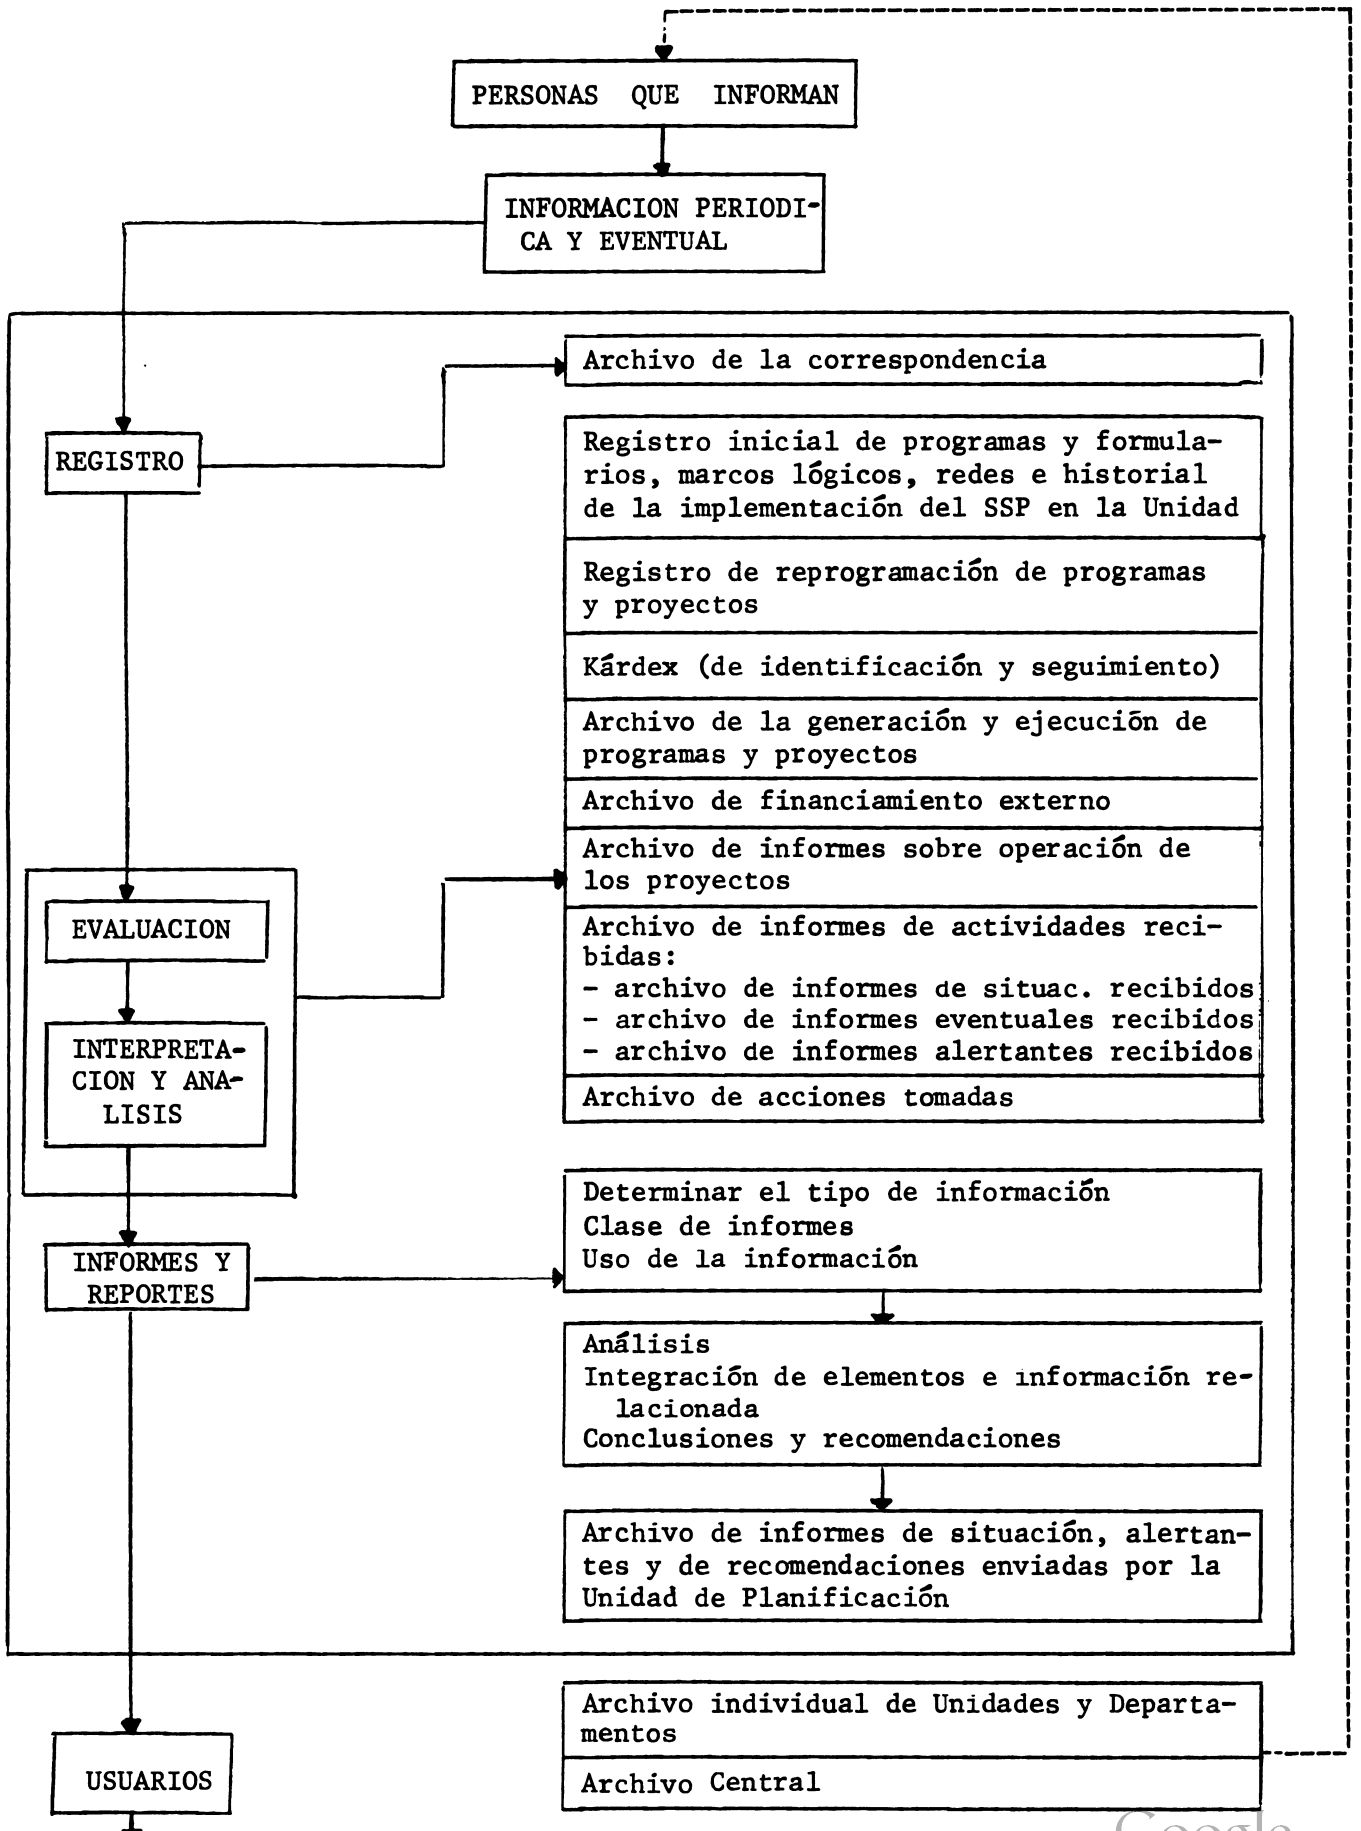 PERSONAS QUE INFORMAN
INFORMACION PERIODI-
CA Y EVENTUAL
Archivo de la correspondencia
REGISTRO
Registro inicial de programas y formula-
rios, marcos lógicos, redes e historial
de la implementación del SSP en la Unidad
Registro de reprogramación de programas
y proyectos
Kárdex (de identificación y seguimiento)
Archivo de la generación y ejecución de
programas y proyectos
Archivo de financiamiento externo
Archivo de informes sobre operación de
los proyectos
Archivo de informes de actividades reci-
bidas:
- archivo de informes de situac. recibidos
- archivo de informes eventuales recibidos
- archivo de informes alertantes recibidos
Archivo de acciones tomadas
EVALUACION
INTERPRETA-
CION Y ANA-
LISIS
Determinar el tipo de información
Clase de informes
Uso de la información
INFORMES Y
REPORTES
Análisis
Integración de elementos e información re-
lacionada
Conclusiones y recomendaciones
Archivo de informes de situación, alertan-
tes y de recomendaciones enviadas por la
Unidad de Planificación
Archivo individual de Unidades y Departa-
mentos
Archivo Central
USUARIOS
Google